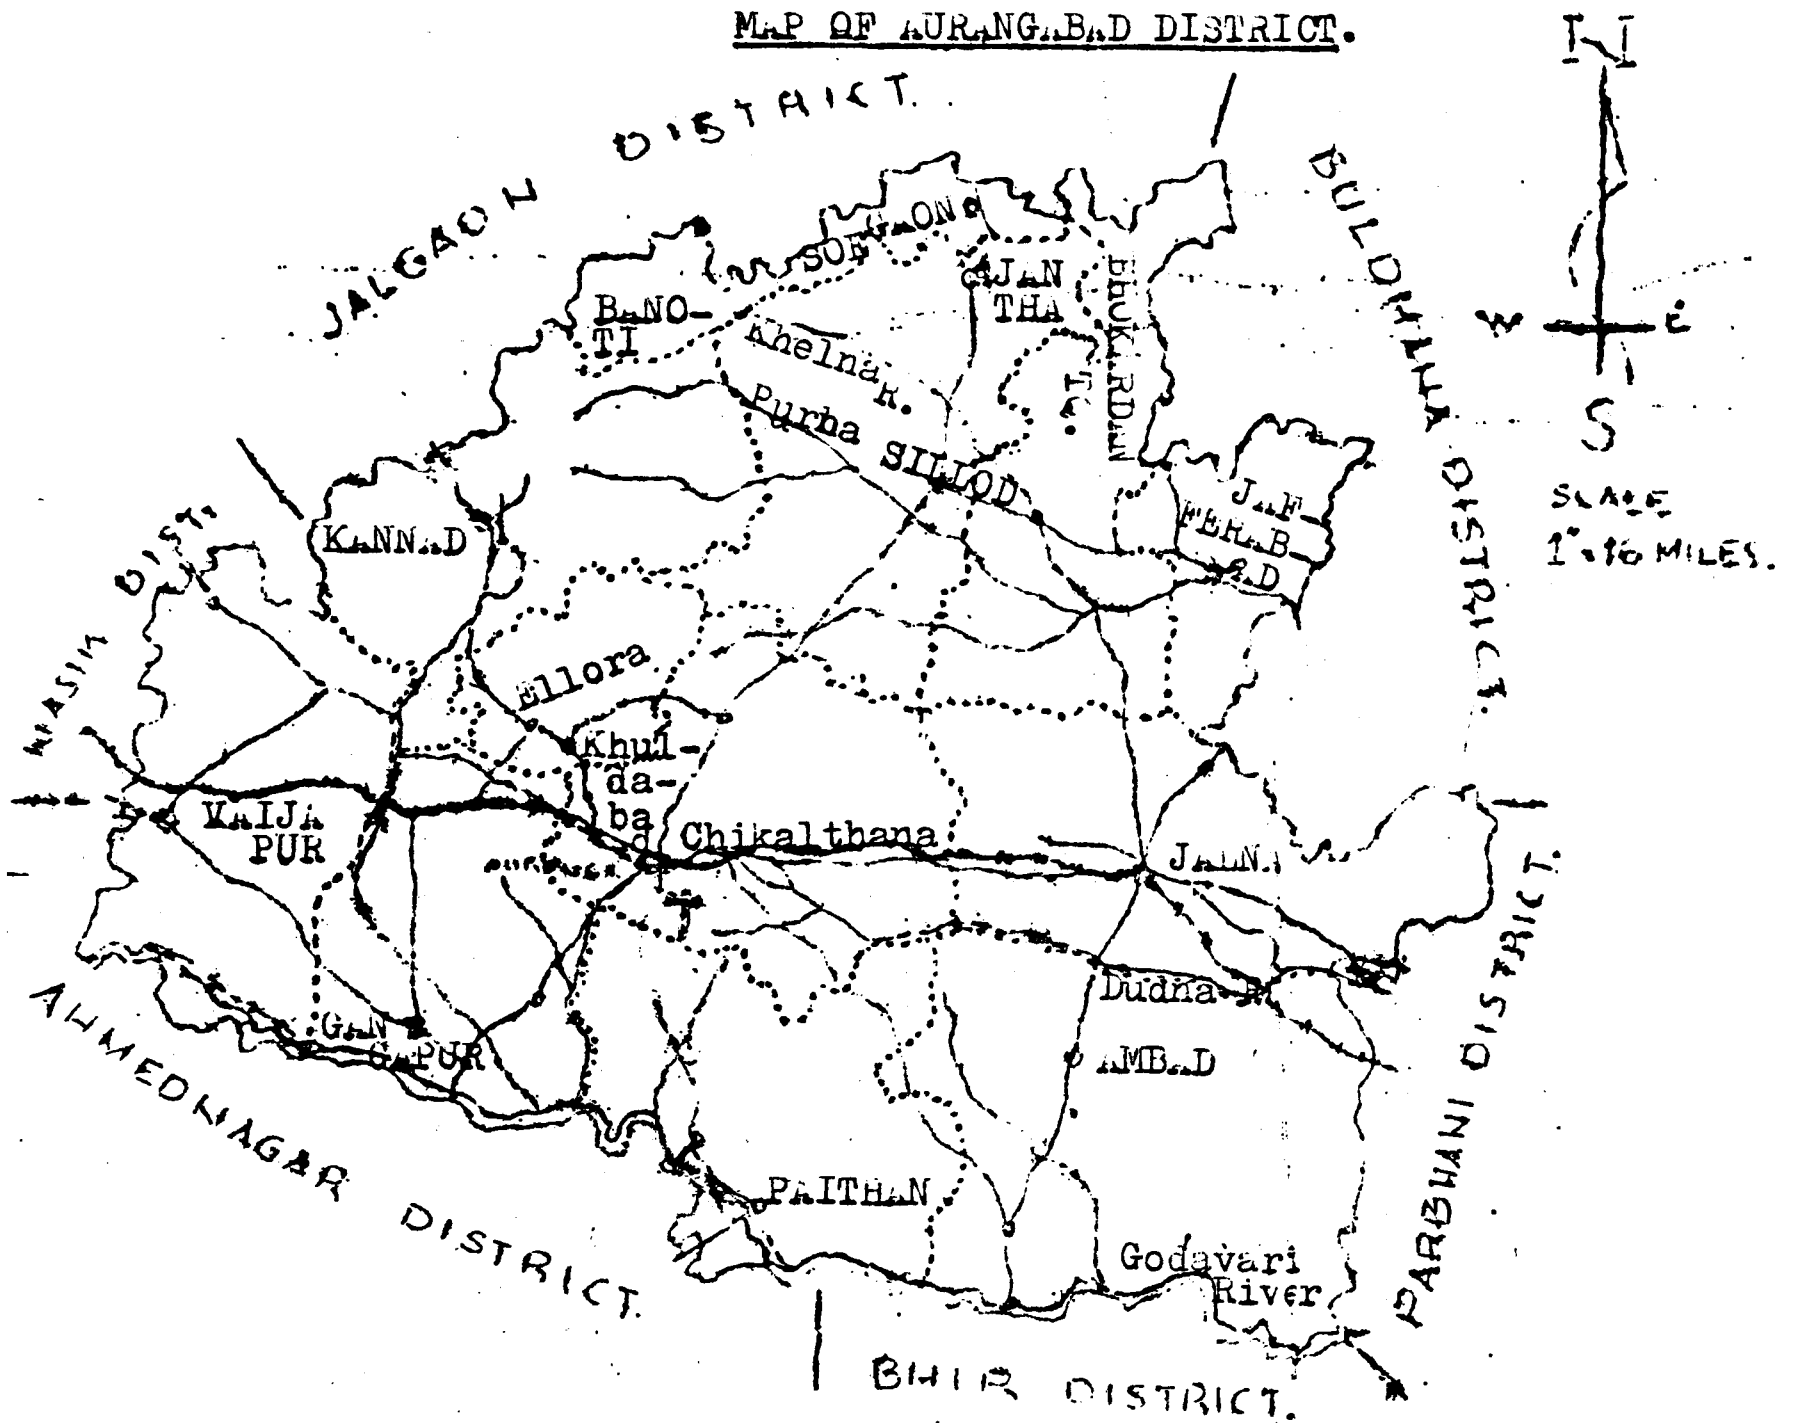 MAP OF AURANGABAD DISTRICT.
N
JALGAON DISTRICT.
BULDHANA DISTRICT.
W E
S
SCALE
1"=16 MILES.
SOEGAON
AJAN
THA
BHOKARDAN
T.
BANO-
TI
Khelna R.
Purna
SILLOD
JAF-
FERAB-
AD
KANNAD
NASIK DIST.
Ellora
Khul-
da-
ba
d
VAIJA
PUR
Chikalthana
JALNA
GAN
GAPUR
Dudna R
AMBAD
PAITHAN
Godavari
River
AHMEDNAGAR DISTRICT.
BHIR DISTRICT.
PARBHANI DISTRICT.